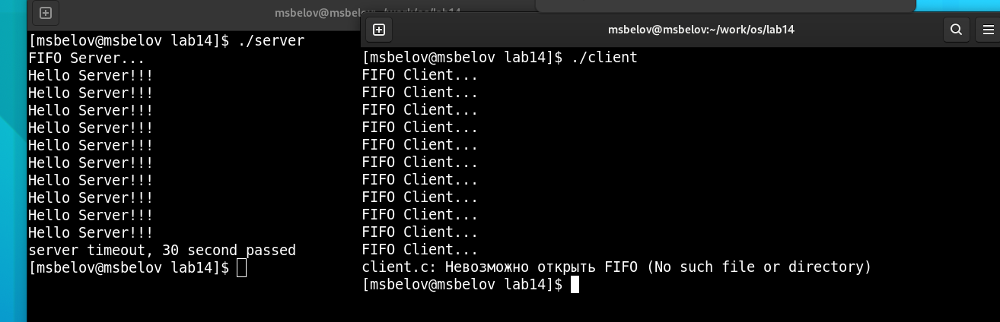 msbelov@msbelov:~/work/os/lab14
[msbelov@msbelov lab14]$ ./server
FIFO Server...
Hello Server!!!
Hello Server!!!
Hello Server!!!
Hello Server!!!
Hello Server!!!
Hello Server!!!
Hello Server!!!
Hello Server!!!
Hello Server!!!
Hello Server!!!
server timeout, 30 second passed
[msbelov@msbelov lab14]$
msbelov@msbelov:~/work/os/lab14
[msbelov@msbelov lab14]$ ./client
FIFO Client...
FIFO Client...
FIFO Client...
FIFO Client...
FIFO Client...
FIFO Client...
FIFO Client...
FIFO Client...
FIFO Client...
FIFO Client...
FIFO Client...
client.c: Невозможно открыть FIFO (No such file or directory)
[msbelov@msbelov lab14]$